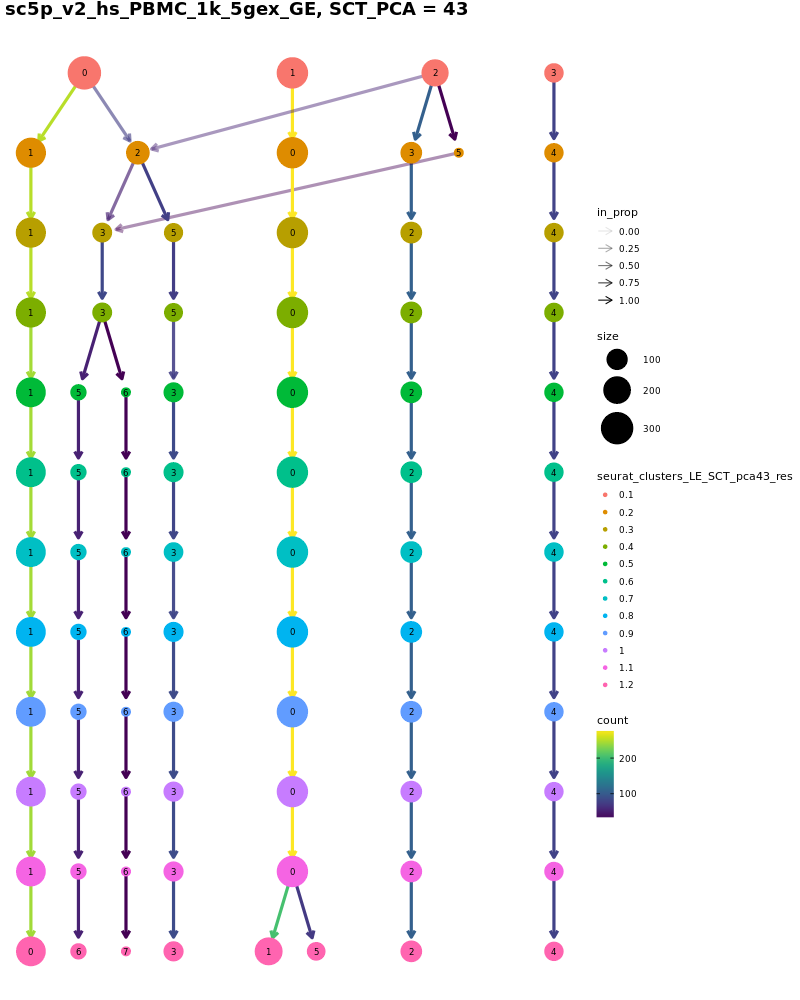 sc5p_v2_hs_PBMC_1k_5gex_GE, SCT_PCA = 43
0 1 2 3
1 2 0 3 5 4
1 3 5 0 2 4
1 3 5 0 2 4
1 5 6 3 0 2 4
1 5 6 3 0 2 4
1 5 6 3 0 2 4
1 5 6 3 0 2 4
1 5 6 3 0 2 4
1 5 6 3 0 2 4
1 5 6 3 0 2 4
0 6 7 3 1 5 2 4
in_prop
0.00
0.25
0.50
0.75
1.00
size
100
200
300
seurat_clusters_LE_SCT_pca43_res
0.1
0.2
0.3
0.4
0.5
0.6
0.7
0.8
0.9
1
1.1
1.2
count
200
100